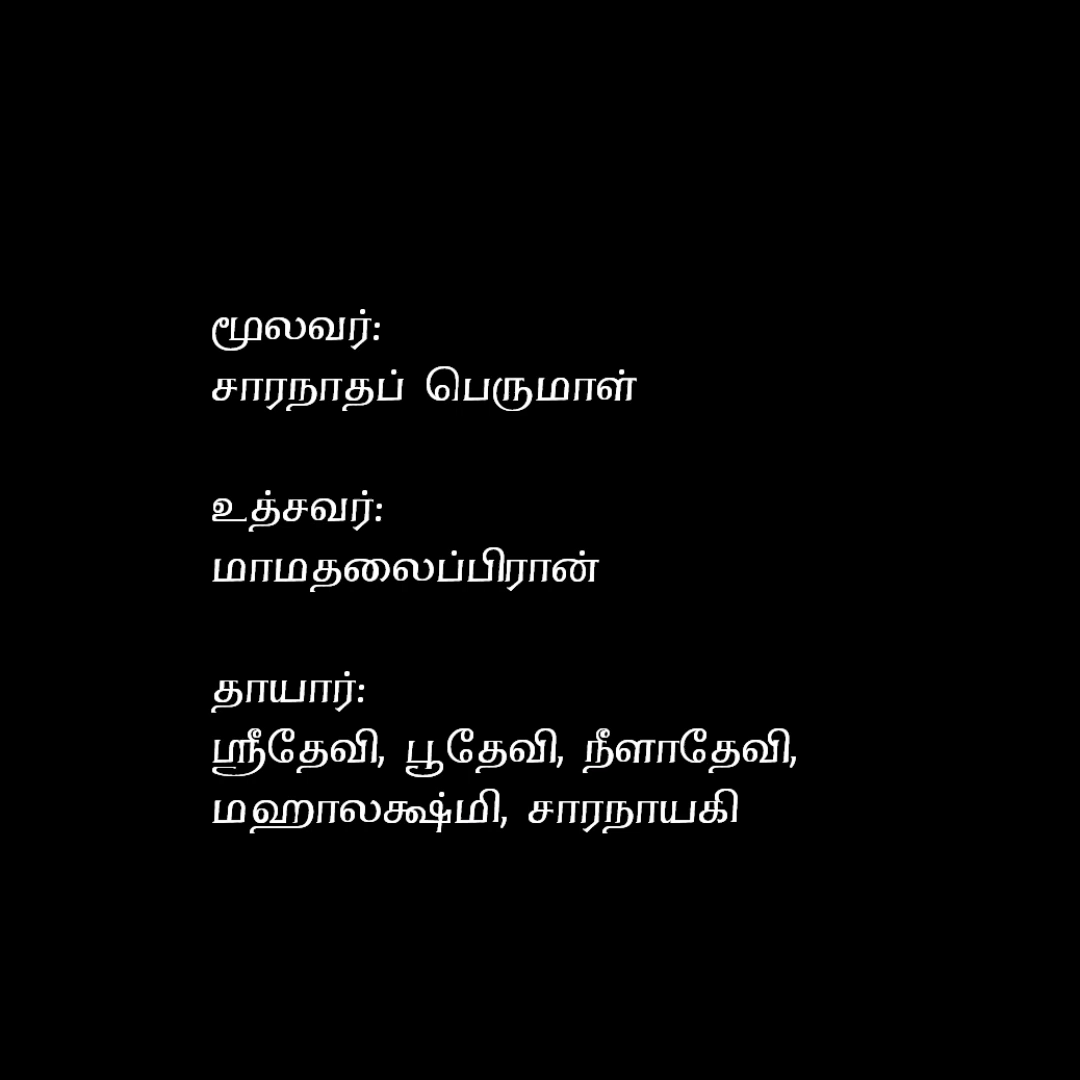 மூலவர்:
சாரநாதப் பெருமாள்
உத்சவர்:
மாமதலைப்பிரான்
தாயார்:
ஸ்ரீதேவி, பூதேவி, நீளாதேவி,
மஹாலக்ஷ்மி, சாரநாயகி